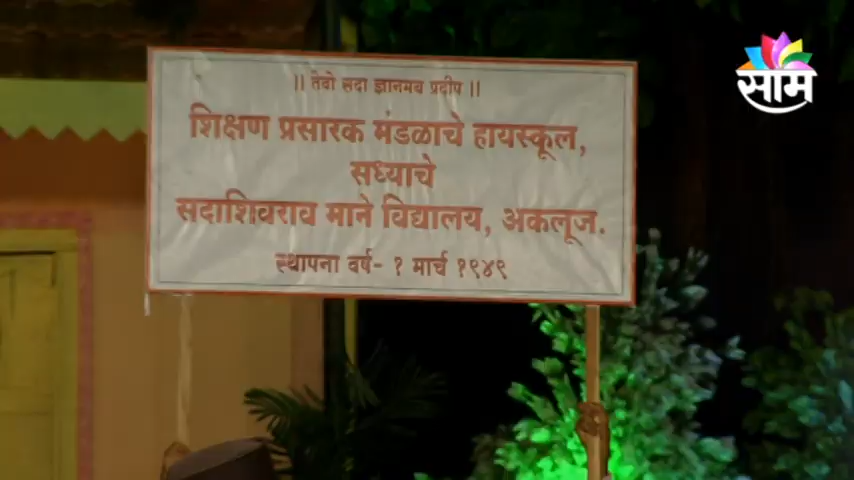 || तेवो सदा ज्ञानमय प्रदीप ||
शिक्षण प्रसारक मंडळाचे हायस्कूल,
सध्याचे
सदाशिवराव माने विद्यालय, अकलूज.
स्थापना वर्ष- १ मार्च १९४९
साम